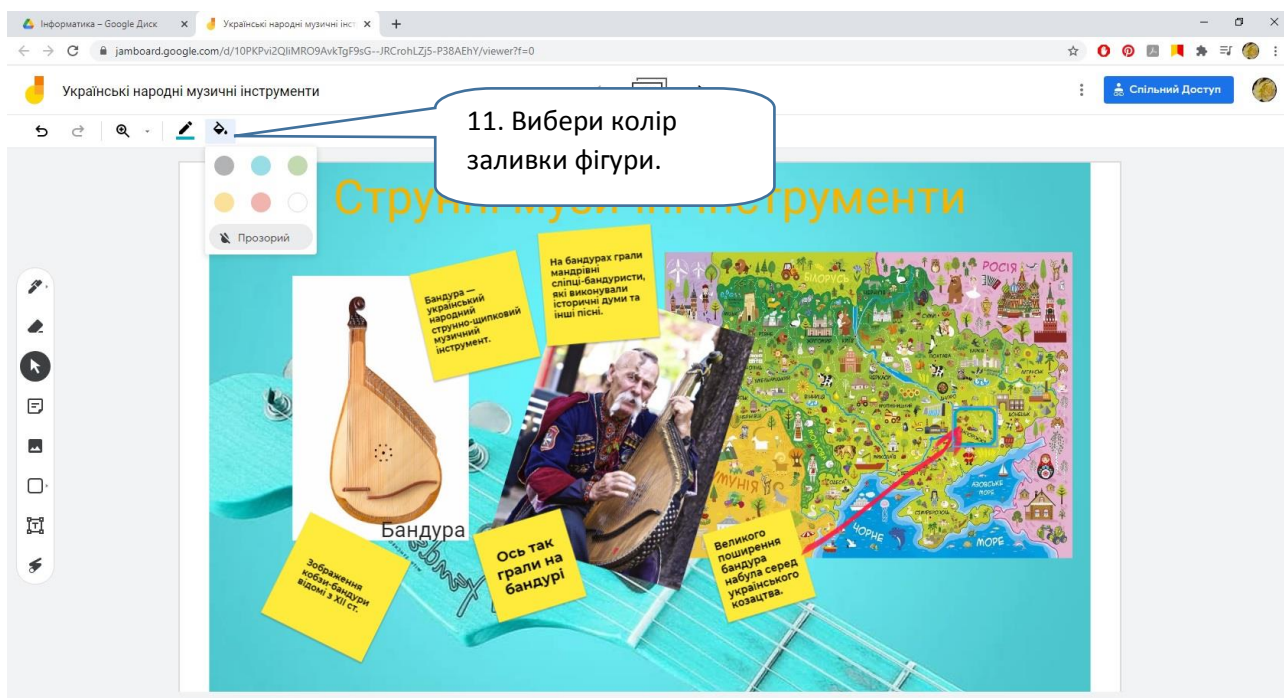 Інформатика – Google Диск
Українські народні музичні інст
jamboard.google.com/d/10PKPvi2QIiMRO9AvkTgF9sG--JRCrohLZj5-P38AEhY/viewer?f=0
Українські народні музичні інструменти
Спільний Доступ
11. Вибери колір
заливки фігури.
Прозорий
Струнні музичні інструменти
Бандура —
український
народний
струнно-щипковий
музичний
інструмент.
На бандурах грали
мандрівні
сліпці-бандуристи,
які виконували
історичні думи та
інші пісні.
Бандура
Зображення
кобзи-бандури
відомі з XII ст.
Ось так
грали на
бандурі
Великого
поширення
бандура
набула серед
українського
козацтва.
БІЛОРУСЬ
РОСІЯ
АЗОВСЬКЕ
МОРЕ
ЧОРНЕ
МОРЕ